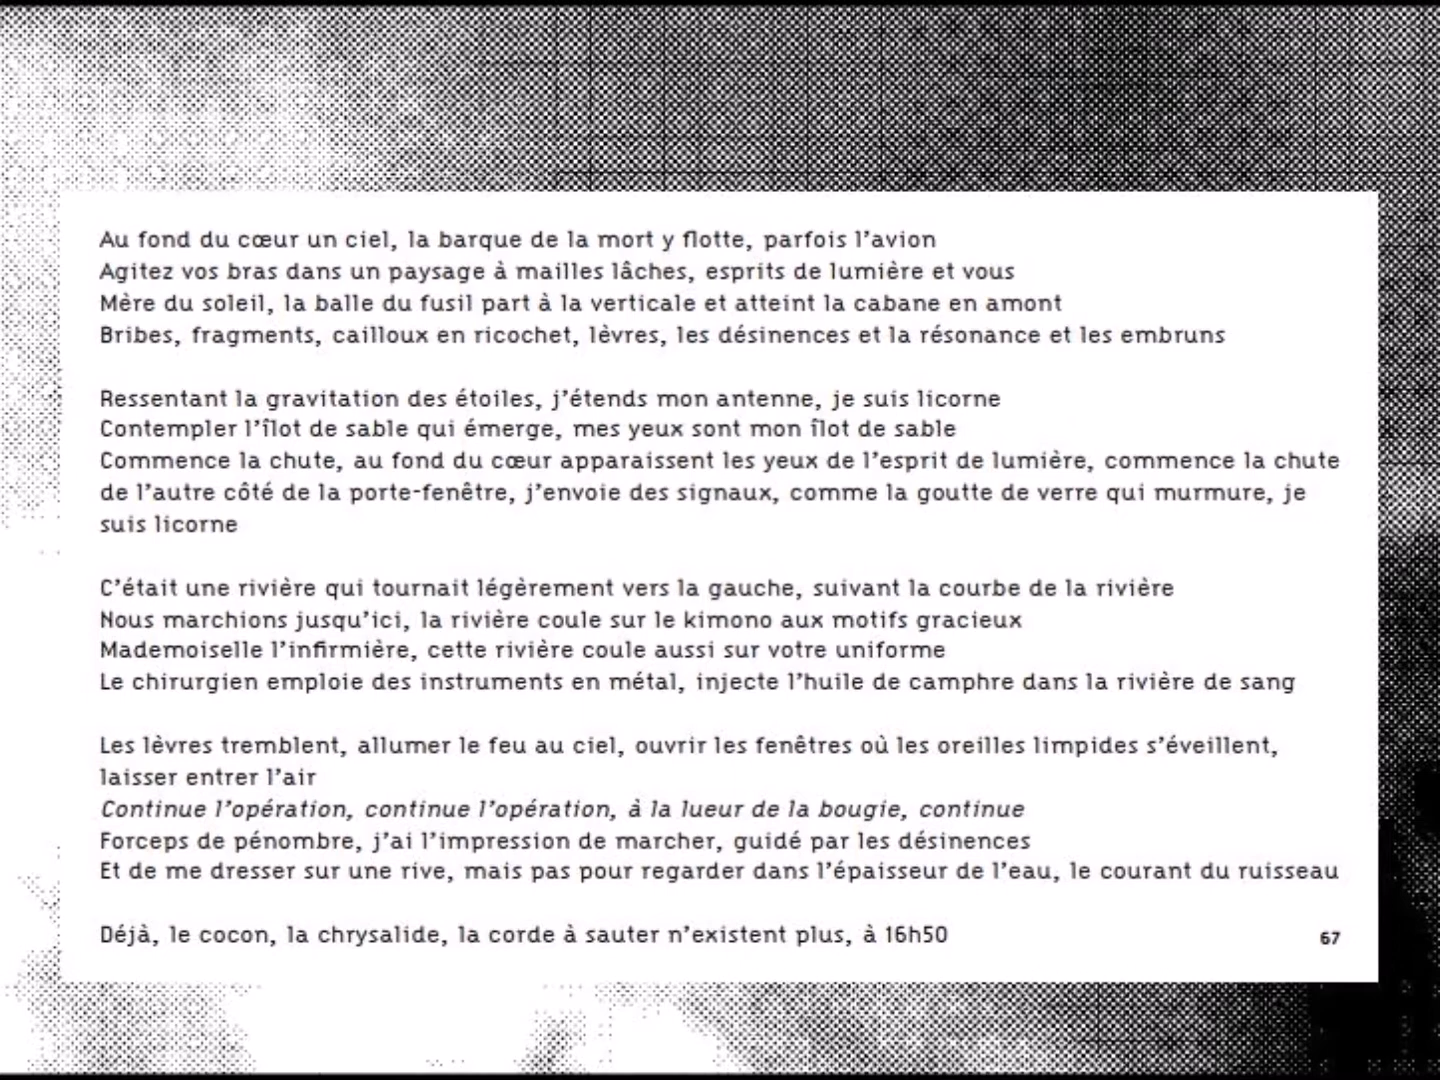 Au fond du cœur un ciel, la barque de la mort y flotte, parfois l’avion
Agitez vos bras dans un paysage à mailles lâches, esprits de lumière et vous
Mère du soleil, la balle du fusil part à la verticale et atteint la cabane en amont
Bribes, fragments, cailloux en ricochet, lèvres, les désinences et la résonance et les embruns
Ressentant la gravitation des étoiles, j’étends mon antenne, je suis licorne
Contempler l’îlot de sable qui émerge, mes yeux sont mon îlot de sable
Commence la chute, au fond du cœur apparaissent les yeux de l’esprit de lumière, commence la chute
de l’autre côté de la porte-fenêtre, j’envoie des signaux, comme la goutte de verre qui murmure, je
suis licorne
C’était une rivière qui tournait légèrement vers la gauche, suivant la courbe de la rivière
Nous marchions jusqu’ici, la rivière coule sur le kimono aux motifs gracieux
Mademoiselle l’infirmière, cette rivière coule aussi sur votre uniforme
Le chirurgien emploie des instruments en métal, injecte l’huile de camphre dans la rivière de sang
Les lèvres tremblent, allumer le feu au ciel, ouvrir les fenêtres où les oreilles limpides s’éveillent,
laisser entrer l’air
Continue l’opération, continue l’opération, à la lueur de la bougie, continue
Forceps de pénombre, j’ai l’impression de marcher, guidé par les désinences
Et de me dresser sur une rive, mais pas pour regarder dans l’épaisseur de l’eau, le courant du ruisseau
Déjà, le cocon, la chrysalide, la corde à sauter n’existent plus, à 16h50
67